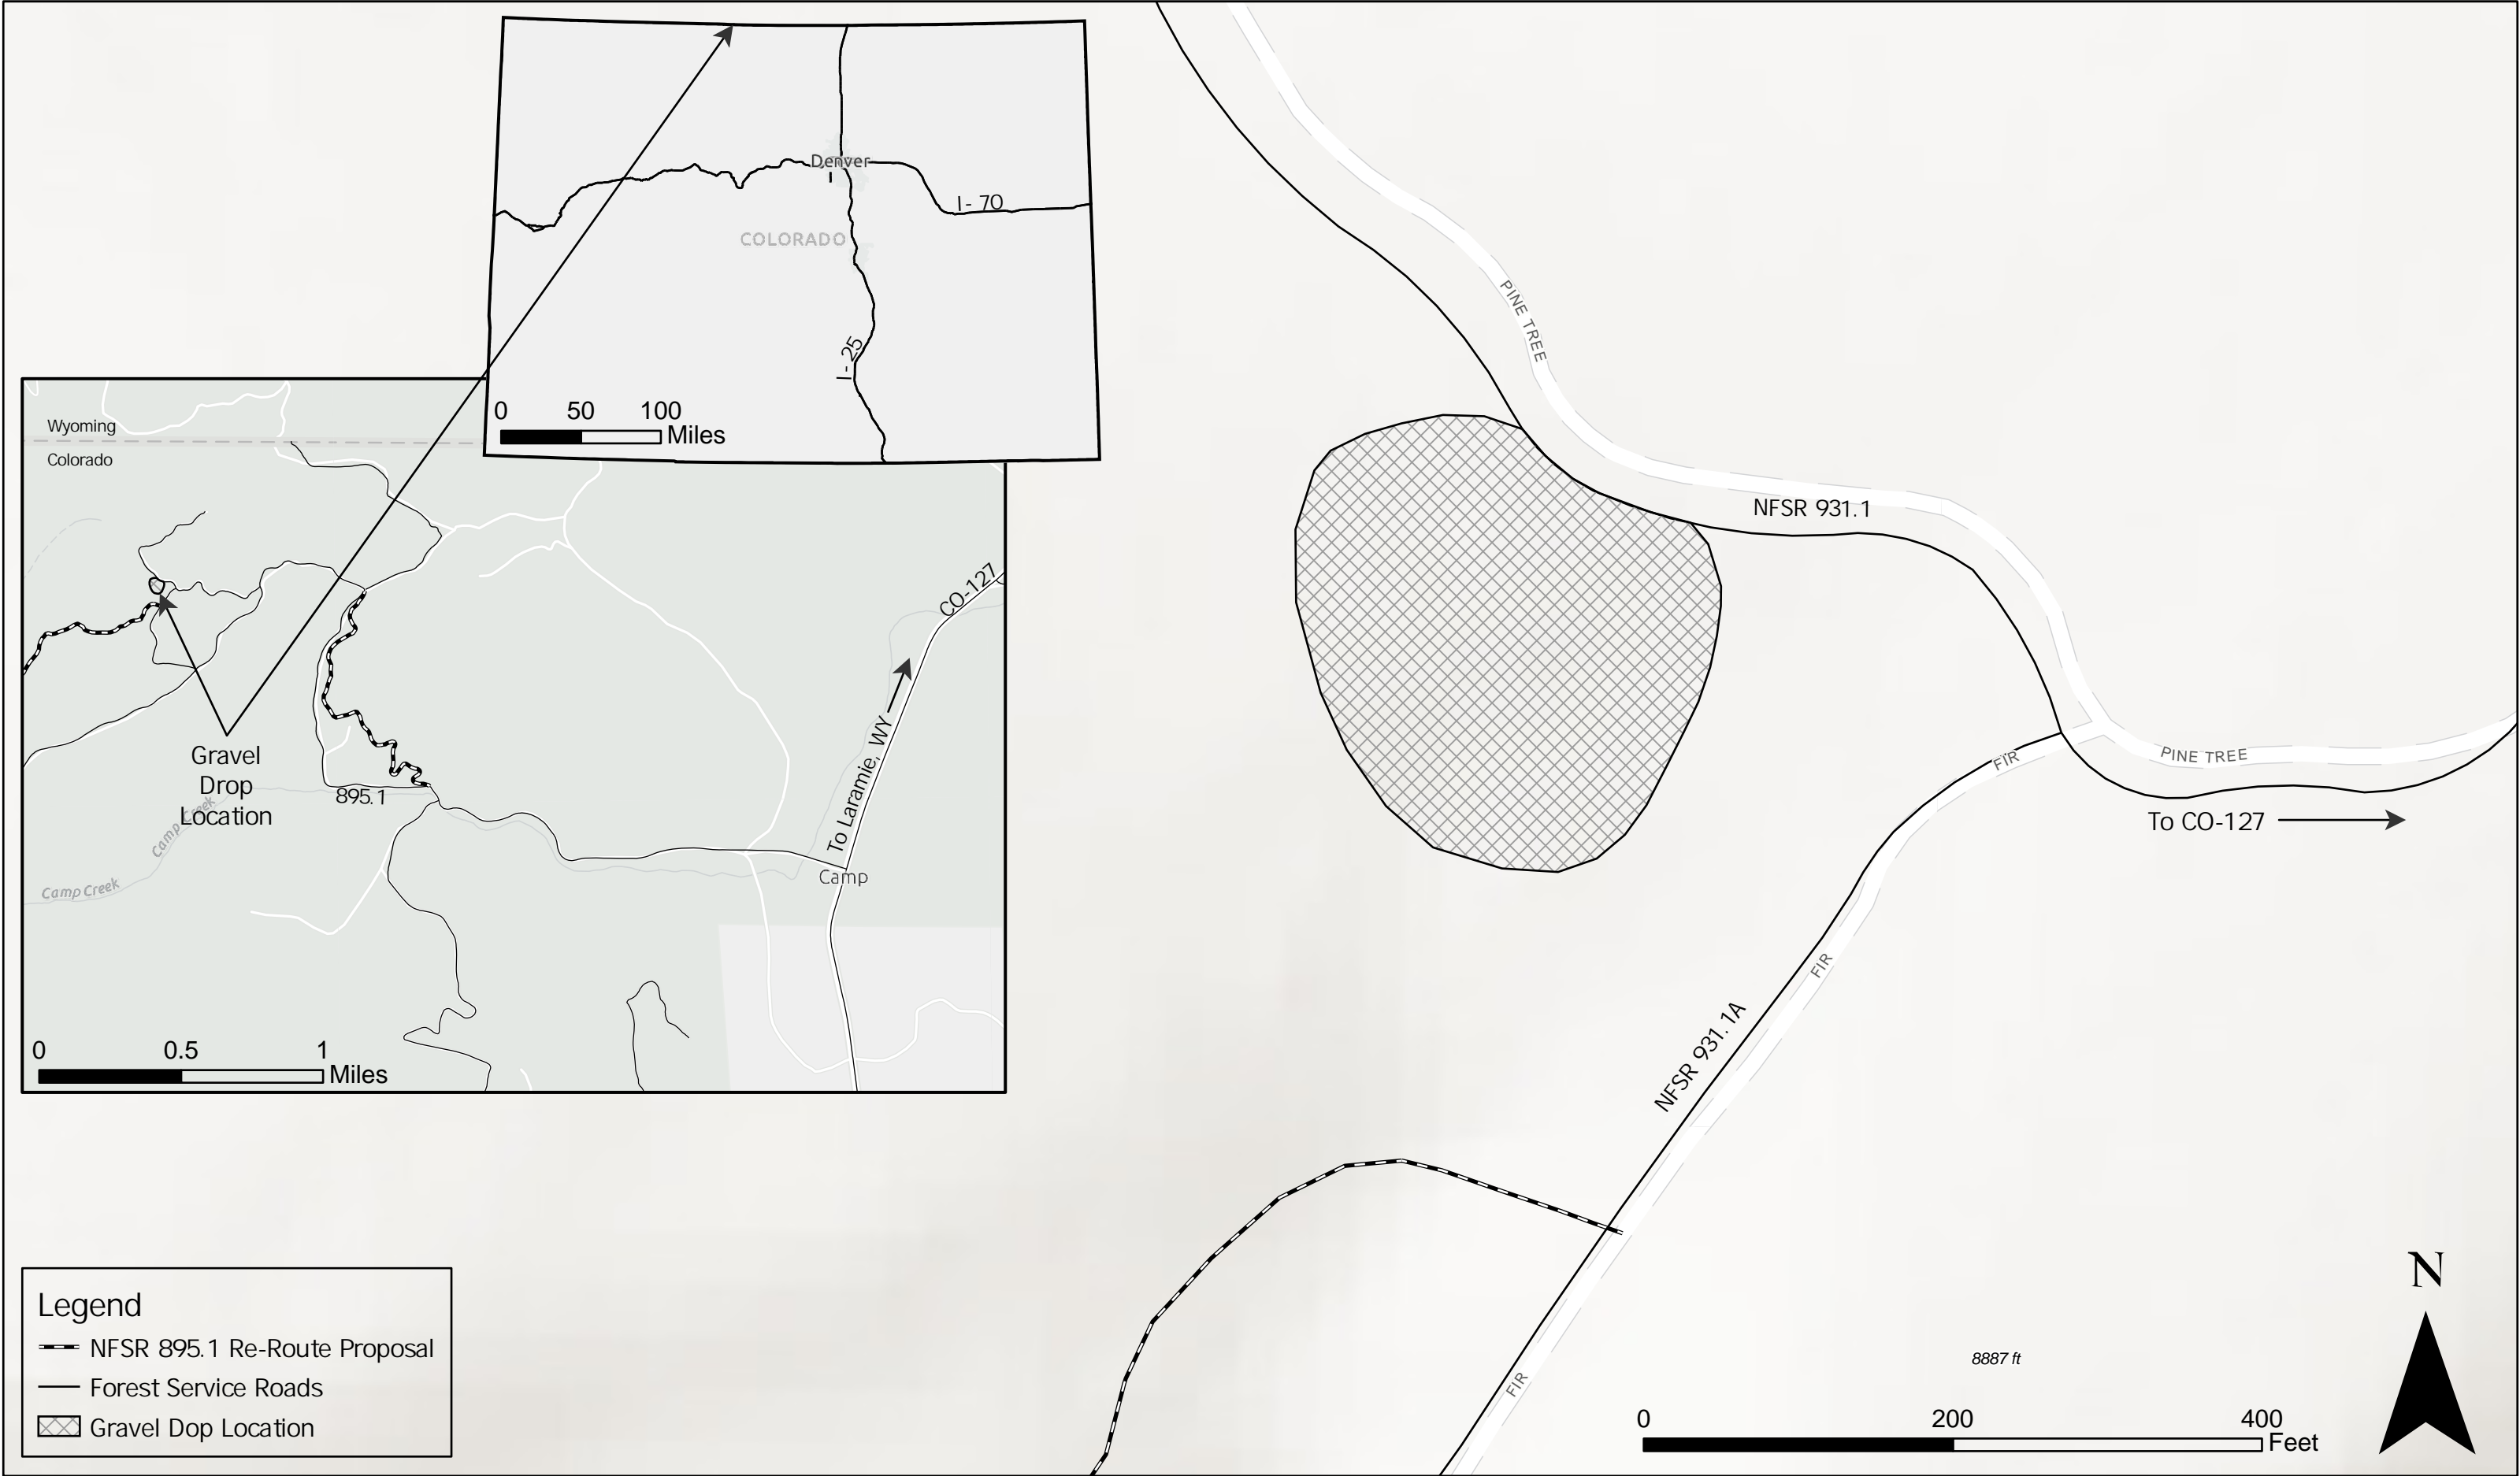 Denver
I- 70
COLORADO
I- 25
0 50 100
Miles
Wyoming
Colorado
CO-127
To Laramie, WY
Gravel
Drop
Location
895.1
Camp Creek
Camp Creek
Camp
0 0.5 1
Miles
PINE TREE
NFSR 931.1
PINE TREE
FIR
To CO-127
FIR
NFSR 931.1A
FIR
8887 ft
N
0 200 400
Feet
Legend
NFSR 895.1 Re-Route Proposal
Forest Service Roads
Gravel Dop Location